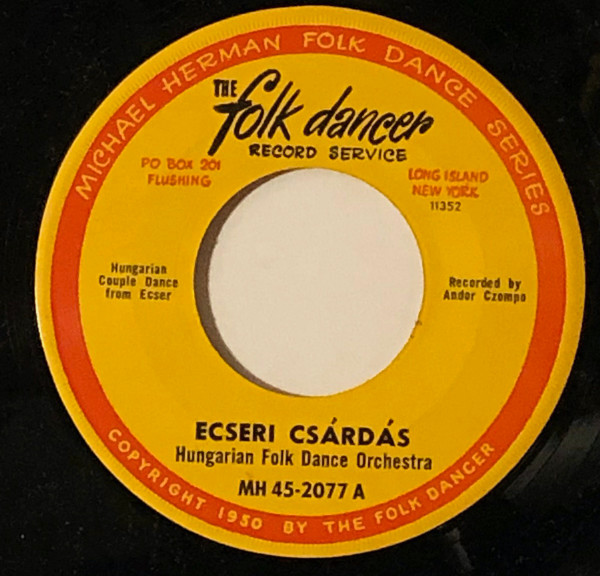 MICHAEL HERMAN FOLK DANCE SERIES
THE
folk dancer
RECORD SERVICE
PO BOX 201
FLUSHING
LONG ISLAND
NEW YORK
11352
Hungarian
Couple Dance
from Ecser
Recorded by
Andor Czompo
ECSERI CSÁRDÁS
Hungarian Folk Dance Orchestra
MH 45-2077 A
COPYRIGHT 1950 BY THE FOLK DANCER